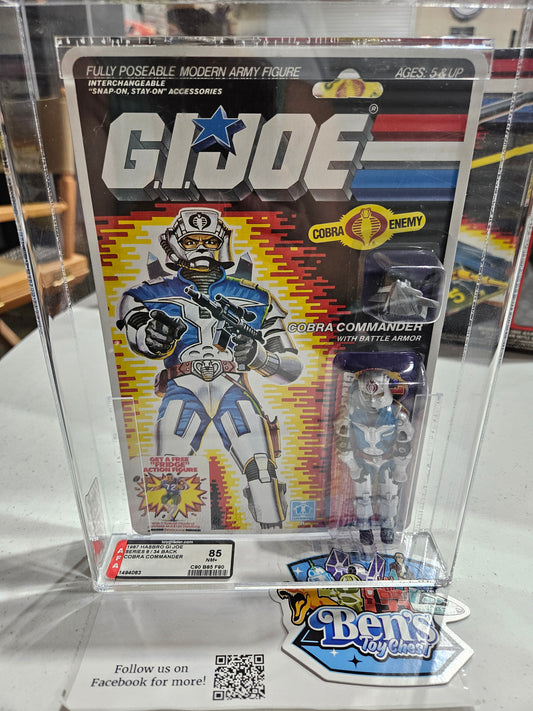 FULLY POSEABLE MODERN ARMY FIGURE
AGES: 5 & UP
INTERCHANGEABLE
"SNAP-ON, STAY-ON" ACCESSORIES
G.I.JOE
®
COBRA ENEMY
COBRA COMMANDER
WITH BATTLE ARMOR
GET A FREE
"FRIDGE"
ACTION FIGURE
AFA
1987 HASBRO GI JOE
SERIES 6 / 34 BACK
COBRA COMMANDER
85
NM+
C90 B85 F90
Ben's
Toy Chest
Follow us on
Facebook for more!